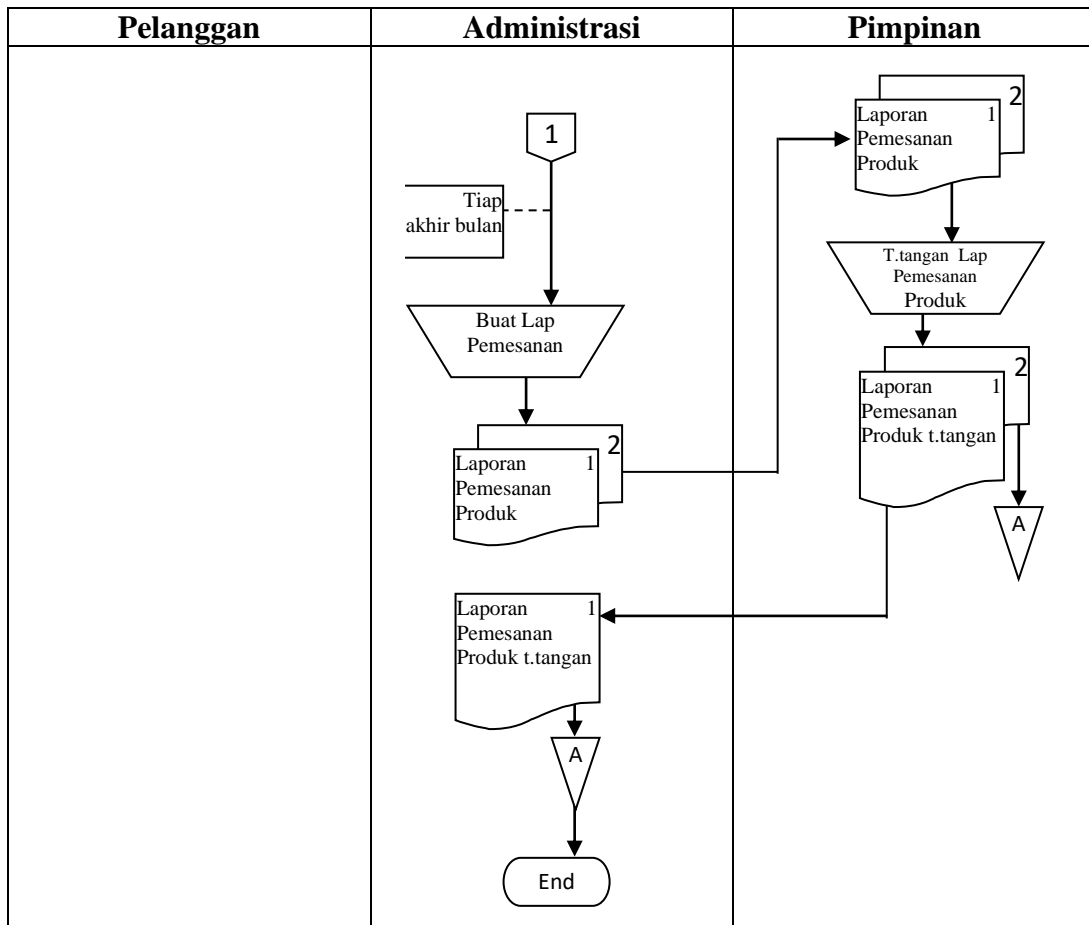 Pelanggan
Administrasi
Pimpinan
1
Tiap
akhir bulan
Buat Lap
Pemesanan
2
Laporan 1
Pemesanan
Produk
2
Laporan 1
Pemesanan
Produk
T.tangan Lap
Pemesanan
Produk
2
Laporan 1
Pemesanan
Produk t.tangan
A
Laporan 1
Pemesanan
Produk t.tangan
A
End